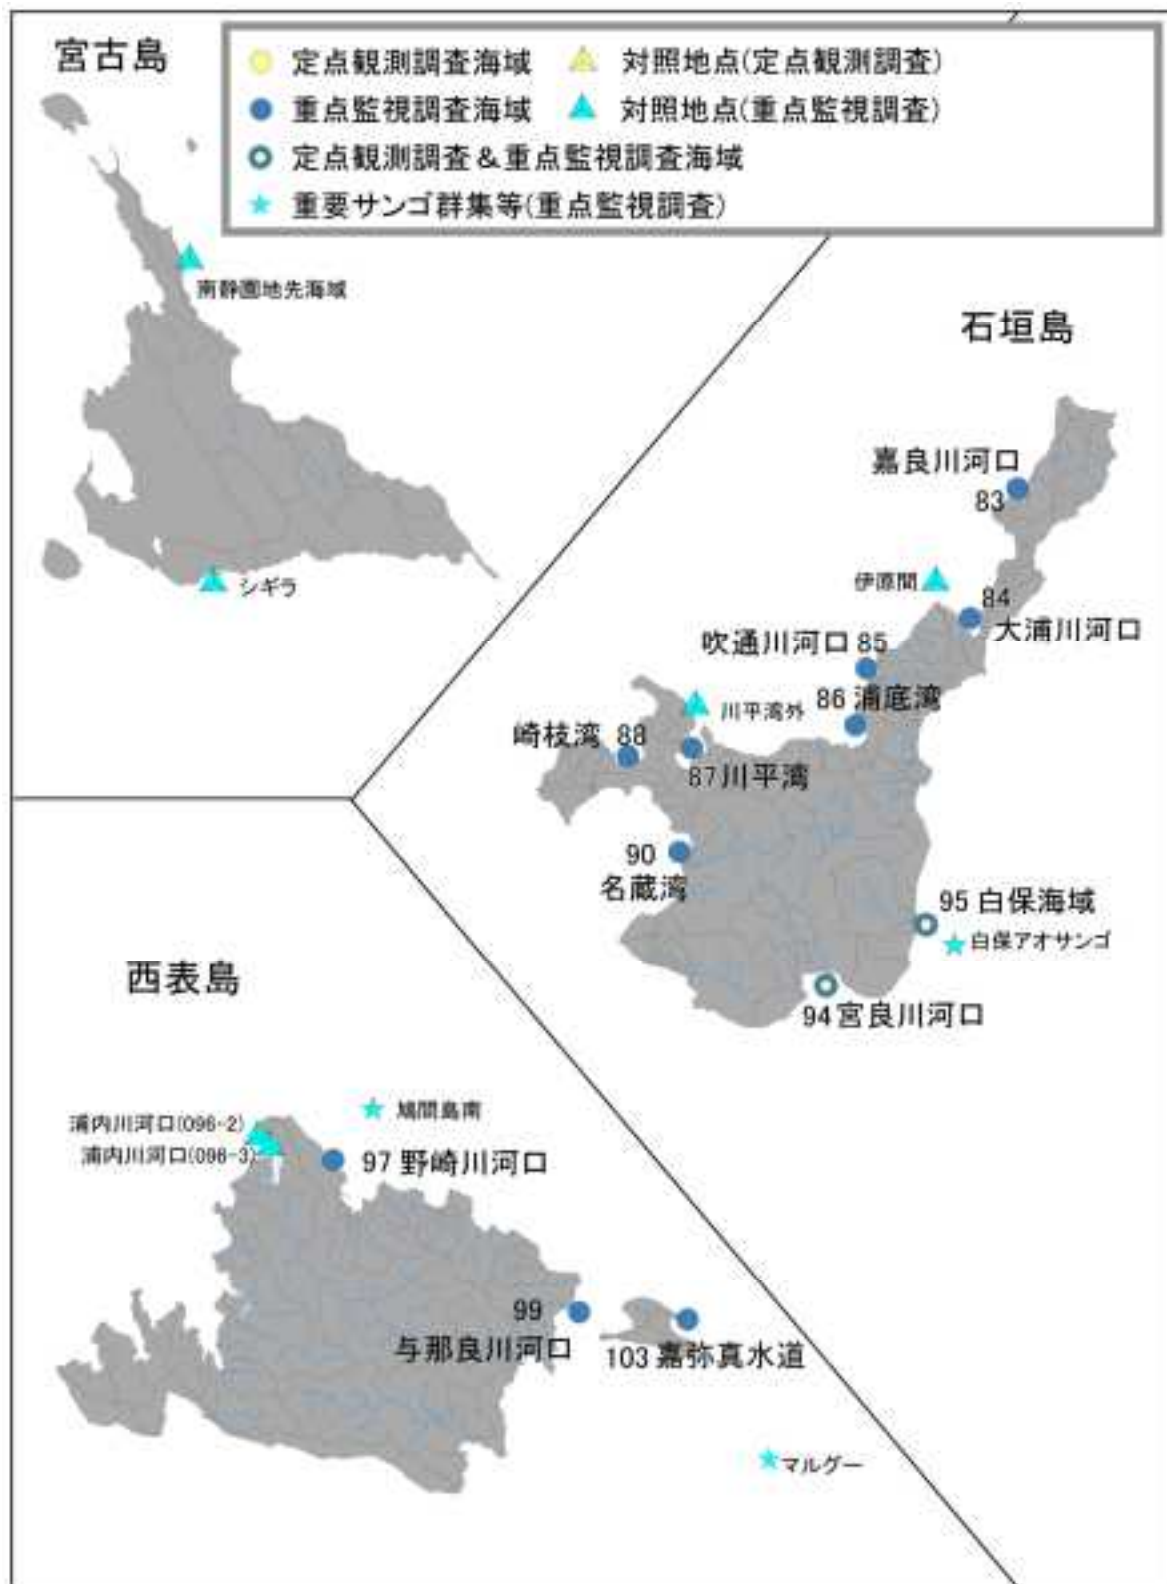 宮古島
定点観測調査海域
対照地点(定点観測調査)
重点監視調査海域
対照地点(重点監視調査)
定点観測調査&重点監視調査海域
重要サンゴ群集等(重点監視調査)
南静園地先海域
シギラ
石垣島
嘉良川河口
83
伊原間
84
大浦川河口
吹通川河口 85
86 浦底湾
川平湾外
崎枝湾 88
87 川平湾
90
名蔵湾
95 白保海域
白保アオサンゴ
94 宮良川河口
西表島
鳩間島南
浦内川河口(096-2)
浦内川河口(096-3)
97 野崎川河口
99
与那良川河口
103 嘉弥真水道
マルグー